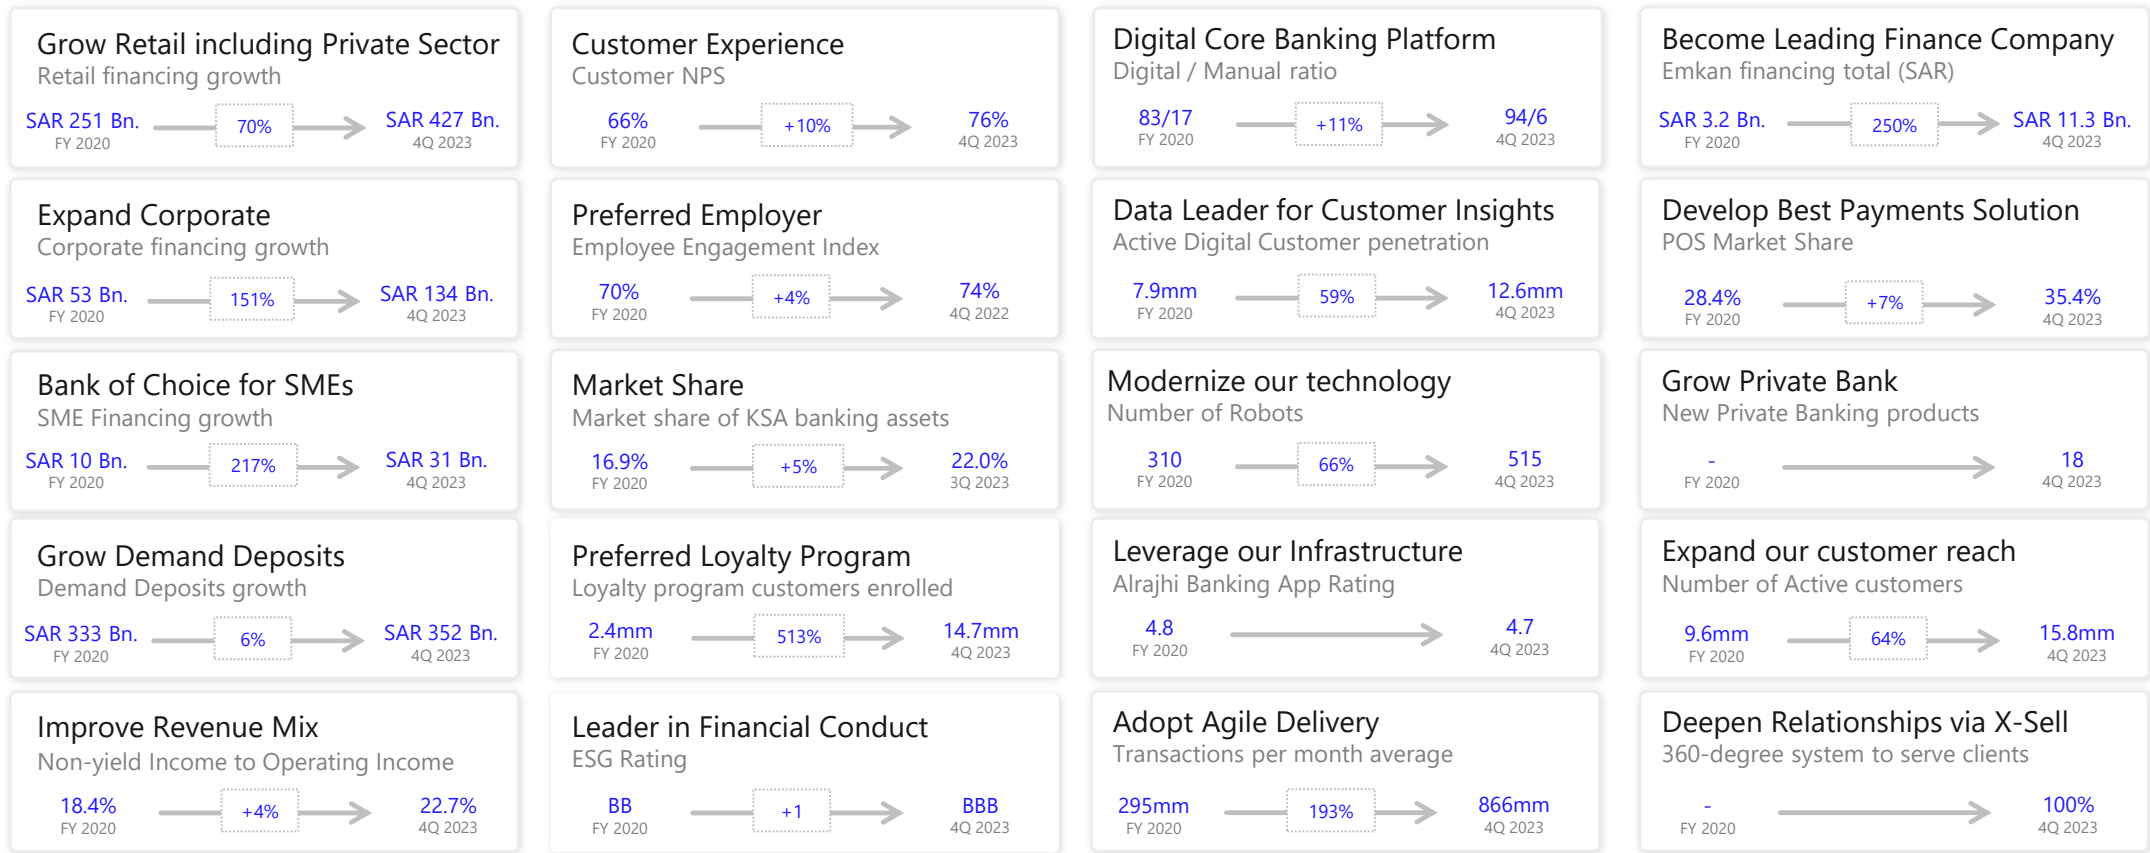 Grow Retail including Private Sector
Retail financing growth
SAR 251 Bn.
FY 2020
70%
SAR 427 Bn.
4Q 2023
Customer Experience
Customer NPS
66%
FY 2020
+10%
76%
4Q 2023
Digital Core Banking Platform
Digital / Manual ratio
83/17
FY 2020
+11%
94/6
4Q 2023
Become Leading Finance Company
Emkan financing total (SAR)
SAR 3.2 Bn.
FY 2020
250%
SAR 11.3 Bn.
4Q 2023
Expand Corporate
Corporate financing growth
SAR 53 Bn.
FY 2020
151%
SAR 134 Bn.
4Q 2023
Preferred Employer
Employee Engagement Index
70%
FY 2020
+4%
74%
4Q 2022
Data Leader for Customer Insights
Active Digital Customer penetration
7.9mm
FY 2020
59%
12.6mm
4Q 2023
Develop Best Payments Solution
POS Market Share
28.4%
FY 2020
+7%
35.4%
4Q 2023
Bank of Choice for SMEs
SME Financing growth
SAR 10 Bn.
FY 2020
217%
SAR 31 Bn.
4Q 2023
Market Share
Market share of KSA banking assets
16.9%
FY 2020
+5%
22.0%
3Q 2023
Modernize our technology
Number of Robots
310
FY 2020
66%
515
4Q 2023
Grow Private Bank
New Private Banking products
-
FY 2020
18
4Q 2023
Grow Demand Deposits
Demand Deposits growth
SAR 333 Bn.
FY 2020
6%
SAR 352 Bn.
4Q 2023
Preferred Loyalty Program
Loyalty program customers enrolled
2.4mm
FY 2020
513%
14.7mm
4Q 2023
Leverage our Infrastructure
Alrajhi Banking App Rating
4.8
FY 2020
4.7
4Q 2023
Expand our customer reach
Number of Active customers
9.6mm
FY 2020
64%
15.8mm
4Q 2023
Improve Revenue Mix
Non-yield Income to Operating Income
18.4%
FY 2020
+4%
22.7%
4Q 2023
Leader in Financial Conduct
ESG Rating
BB
FY 2020
+1
BBB
4Q 2023
Adopt Agile Delivery
Transactions per month average
295mm
FY 2020
193%
866mm
4Q 2023
Deepen Relationships via X-Sell
360-degree system to serve clients
-
FY 2020
100%
4Q 2023